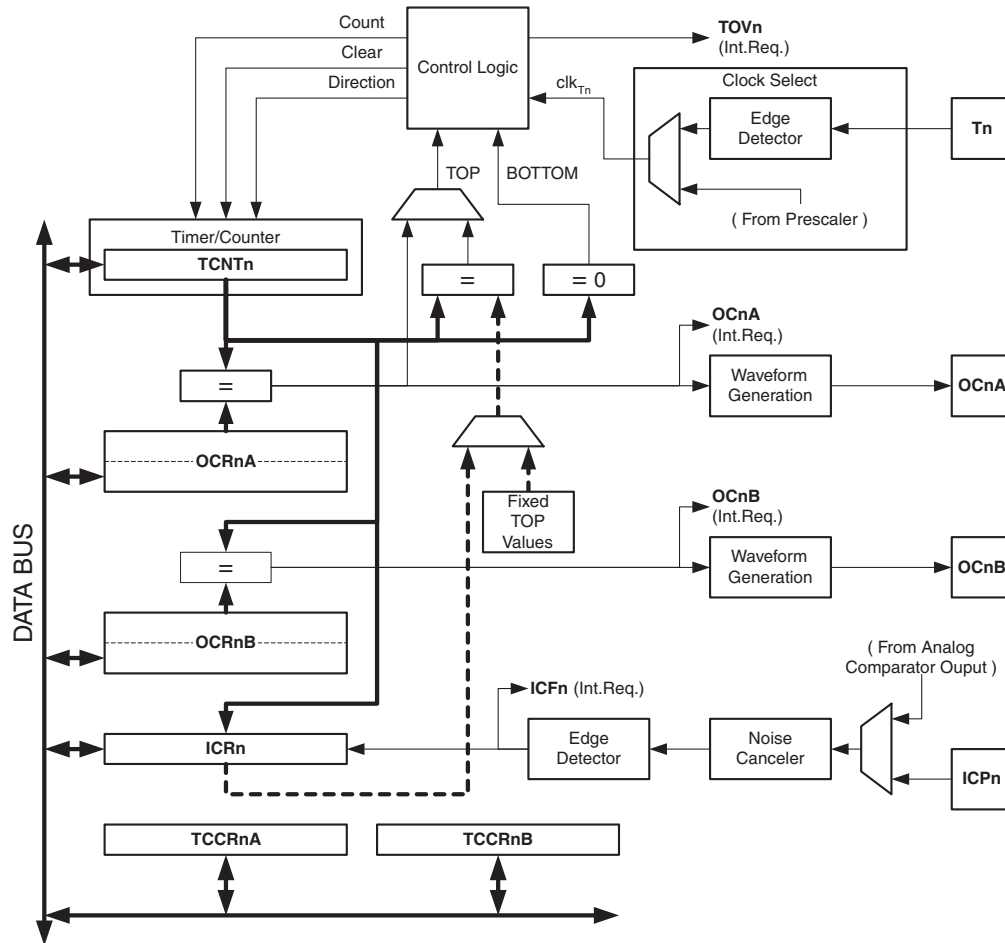 Count
Clear
Direction
Control Logic
TOVn
(Int.Req.)
clkTn
Clock Select
Edge
Detector
Tn
( From Prescaler )
TOP
BOTTOM
Timer/Counter
TCNTn
=
= 0
OCnA
(Int.Req.)
=
Waveform
Generation
OCnA
OCRnA
Fixed
TOP
Values
OCnB
(Int.Req.)
=
Waveform
Generation
OCnB
OCRnB
DATA BUS
( From Analog
Comparator Ouput )
ICFn (Int.Req.)
ICRn
Edge
Detector
Noise
Canceler
ICPn
TCCRnA
TCCRnB